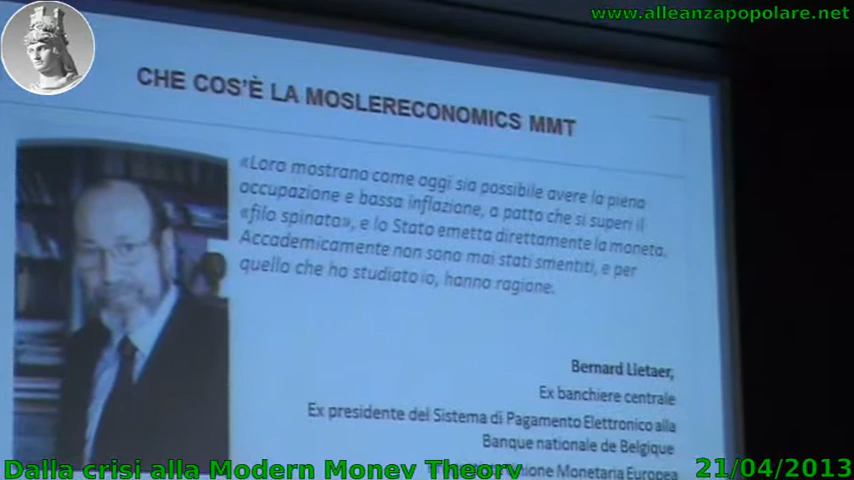 www.alleanzapopolare.net
CHE COS'È LA MOSLERECONOMICS MMT
«Loro mostrano come oggi sia possibile avere la piena
occupazione e bassa inflazione, a patto che si superi il
«filo spinato», e lo Stato emetta direttamente la moneta.
Accademicamente non sono mai stati smentiti, e per
quello che ho studiato io, hanno ragione.
Bernard Lietaer,
Ex banchiere centrale
Ex presidente del Sistema di Pagamento Elettronico alla
Banque nationale de Belgique
Unione Monetaria Europea
Dalla crisi alla Modern Money Theory
21/04/2013